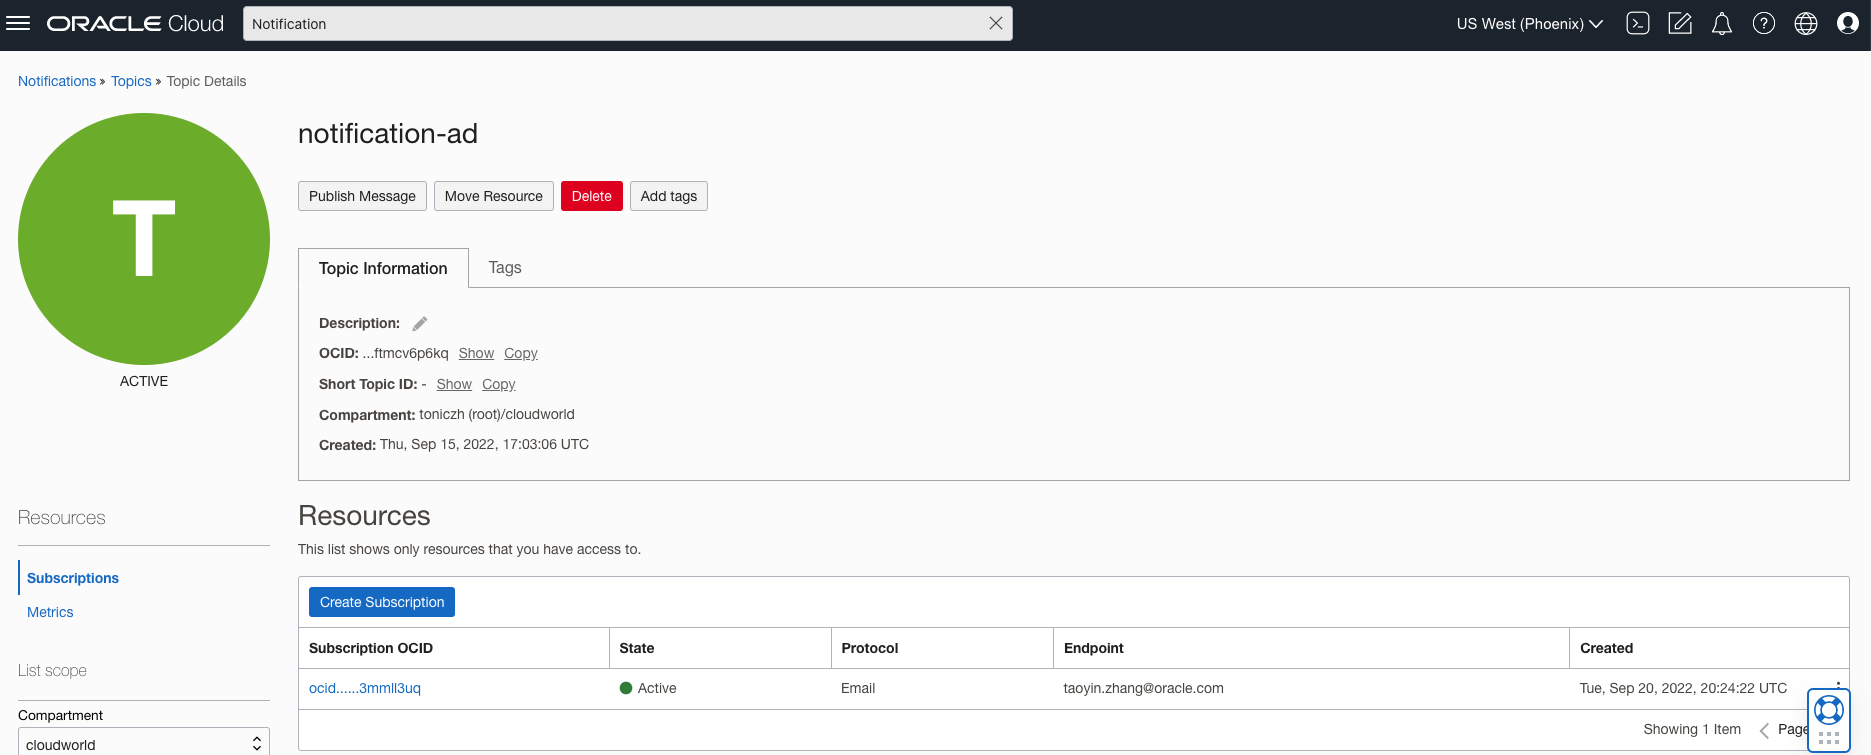 ORACLE Cloud
Notification
US West (Phoenix)
Notifications » Topics » Topic Details
T
ACTIVE
notification-ad
Publish Message
Move Resource
Delete
Add tags
Topic Information
Tags
Description:
OCID: ...ftmcv6p6kq Show Copy
Short Topic ID: - Show Copy
Compartment: toniczh (root)/cloudworld
Created: Thu, Sep 15, 2022, 17:03:06 UTC
Resources
Subscriptions
Metrics
List scope
Compartment
cloudworld
Resources
This list shows only resources that you have access to.
Create Subscription
Subscription OCID State Protocol Endpoint Created
ocid......3mmll3uq Active Email taoyin.zhang@oracle.com Tue, Sep 20, 2022, 20:24:22 UTC
Showing 1 Item Page